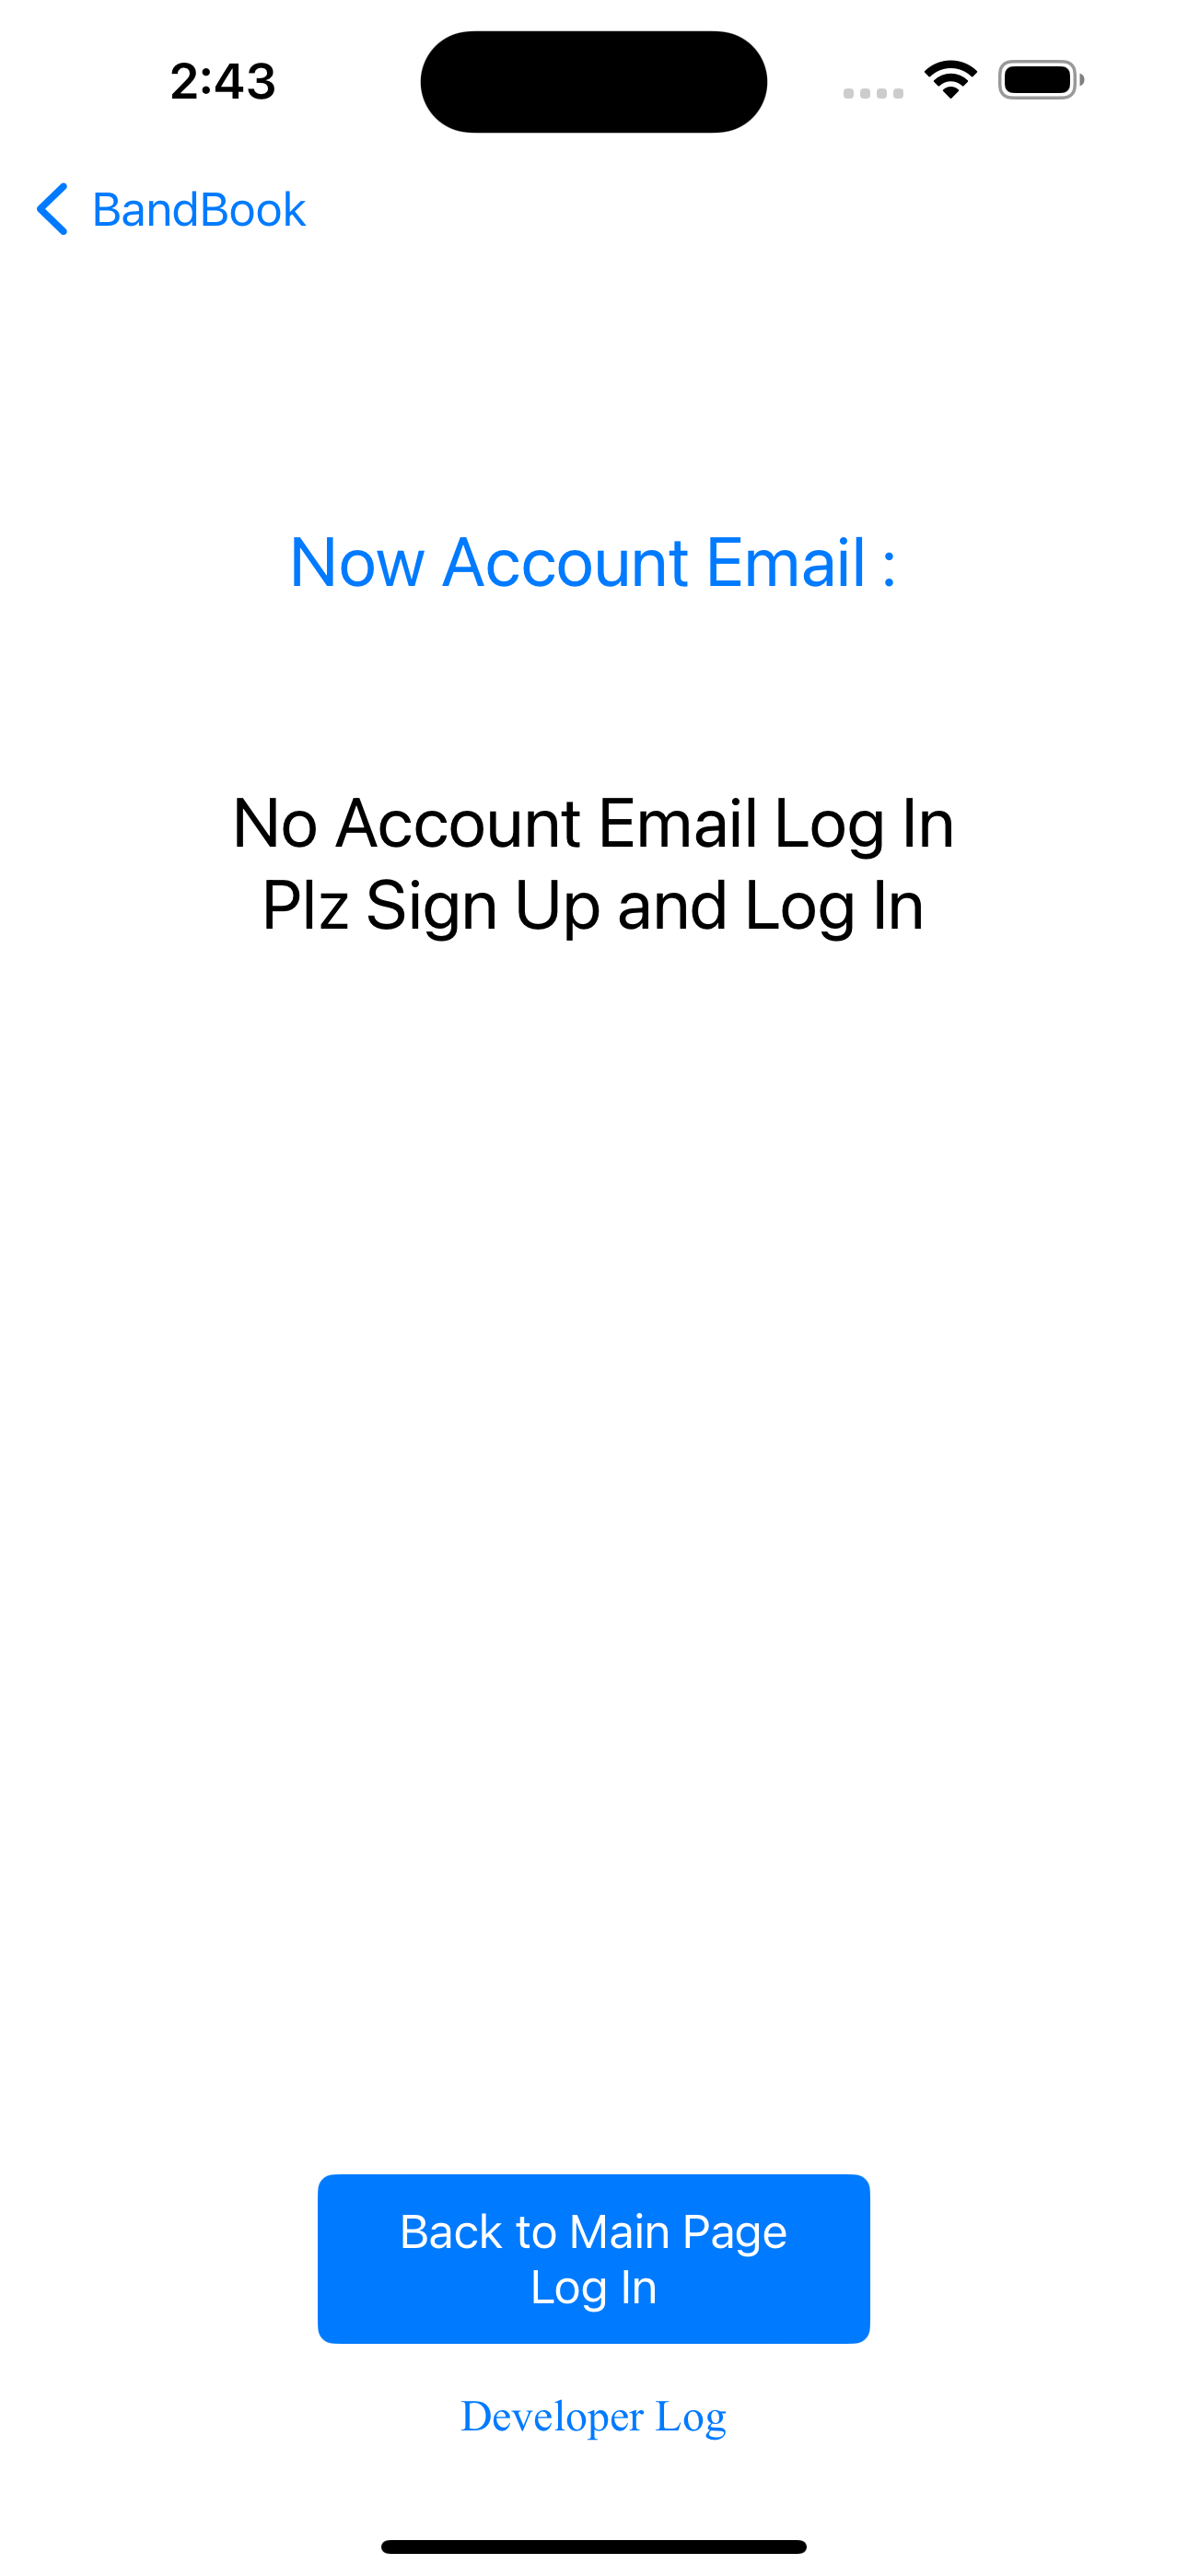 2:43
BandBook
Now Account Email :
No Account Email Log In
Plz Sign Up and Log In
Back to Main Page
Log In
Developer Log